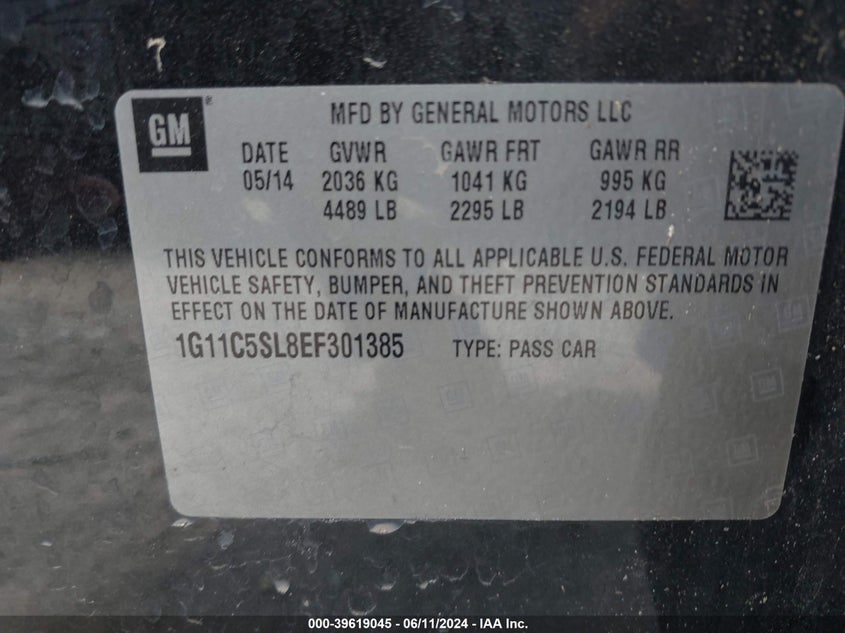 GM
MFD BY GENERAL MOTORS LLC
DATE GVWR GAWR FRT GAWR RR
05/14 2036 KG 1041 KG 995 KG
4489 LB 2295 LB 2194 LB
THIS VEHICLE CONFORMS TO ALL APPLICABLE U.S. FEDERAL MOTOR
VEHICLE SAFETY, BUMPER, AND THEFT PREVENTION STANDARDS IN
EFFECT ON THE DATE OF MANUFACTURE SHOWN ABOVE.
1G11C5SL8EF301385 TYPE: PASS CAR
000-39619045 - 06/11/2024 - IAA Inc.